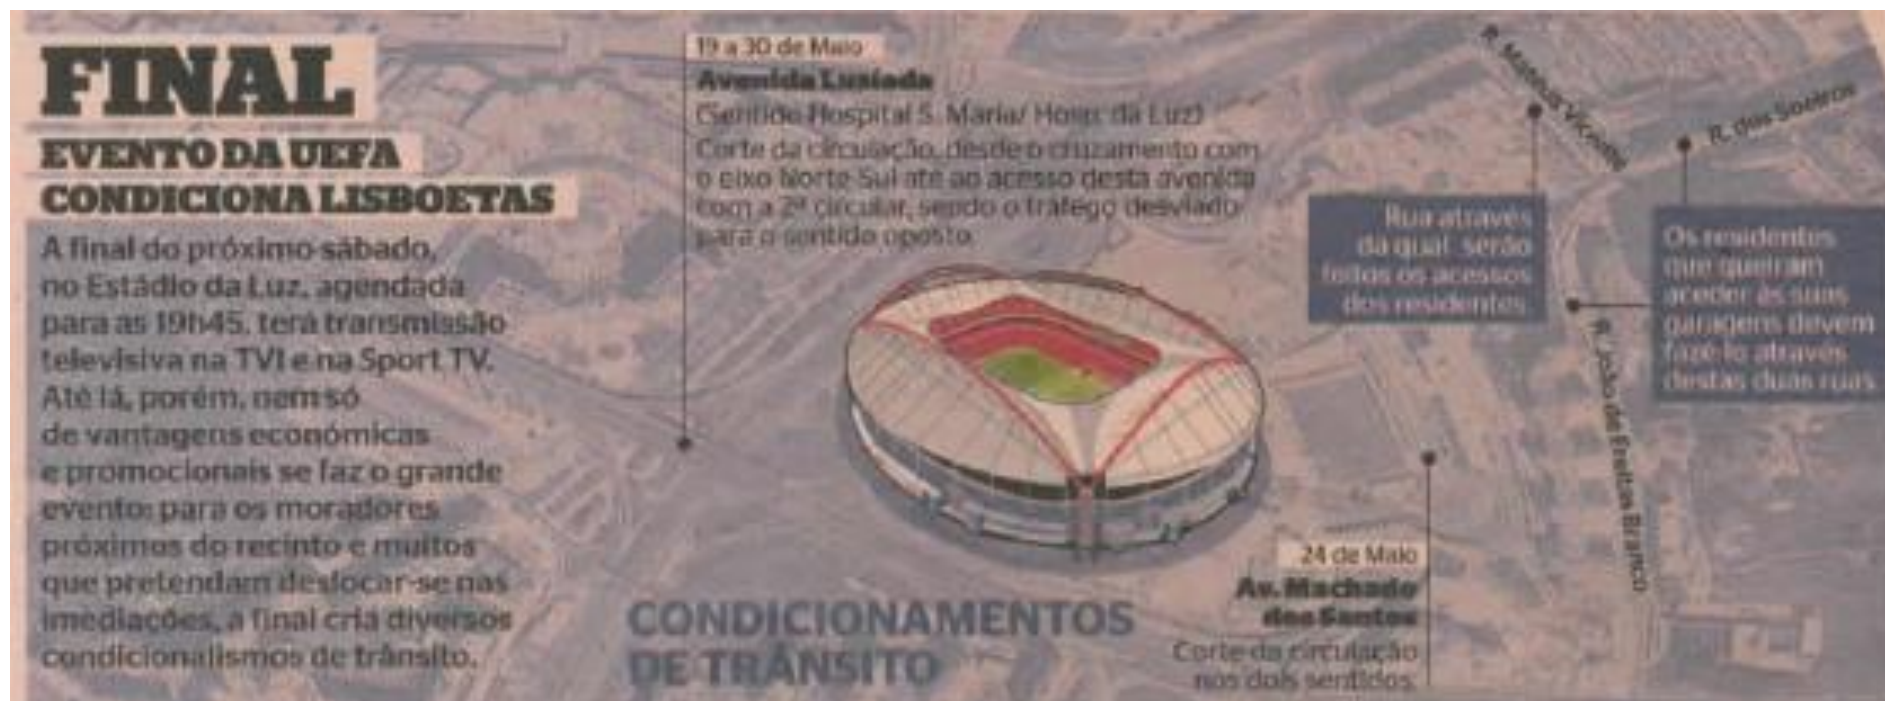 FINAL
EVENTO DA UEFA
CONDICIONA LISBOETAS
A final do próximo sábado,
no Estádio da Luz, agendada
para as 19h45, terá transmissão
televisiva na TVI e na Sport TV.
Até lá, porém, nem só
de vantagens económicas
e promocionais se faz o grande
evento: para os moradores
próximos do recinto e muitos
que pretendam deslocar-se nas
imediações, a final cria diversos
condicionalismos de trânsito.
19 a 30 de Maio
Avenida Lusíada
(Sentido Hospital S. Maria/ Hosp. da Luz)
Corte da circulação, desde o cruzamento com
o eixo Norte-Sul até ao acesso desta avenida
com a 2ª circular, sendo o tráfego desviado
para o sentido oposto.
R. Mateus Vicente
R. dos Soeiros
Rua através
da qual serão
feitos os acessos
dos residentes.
Os residentes
que queiram
aceder às suas
garagens devem
fazê-lo através
destas duas ruas.
R. João de Freitas Branco
24 de Maio
Av. Machado
dos Santos
Corte da circulação
nos dois sentidos.
CONDICIONAMENTOS
DE TRÂNSITO